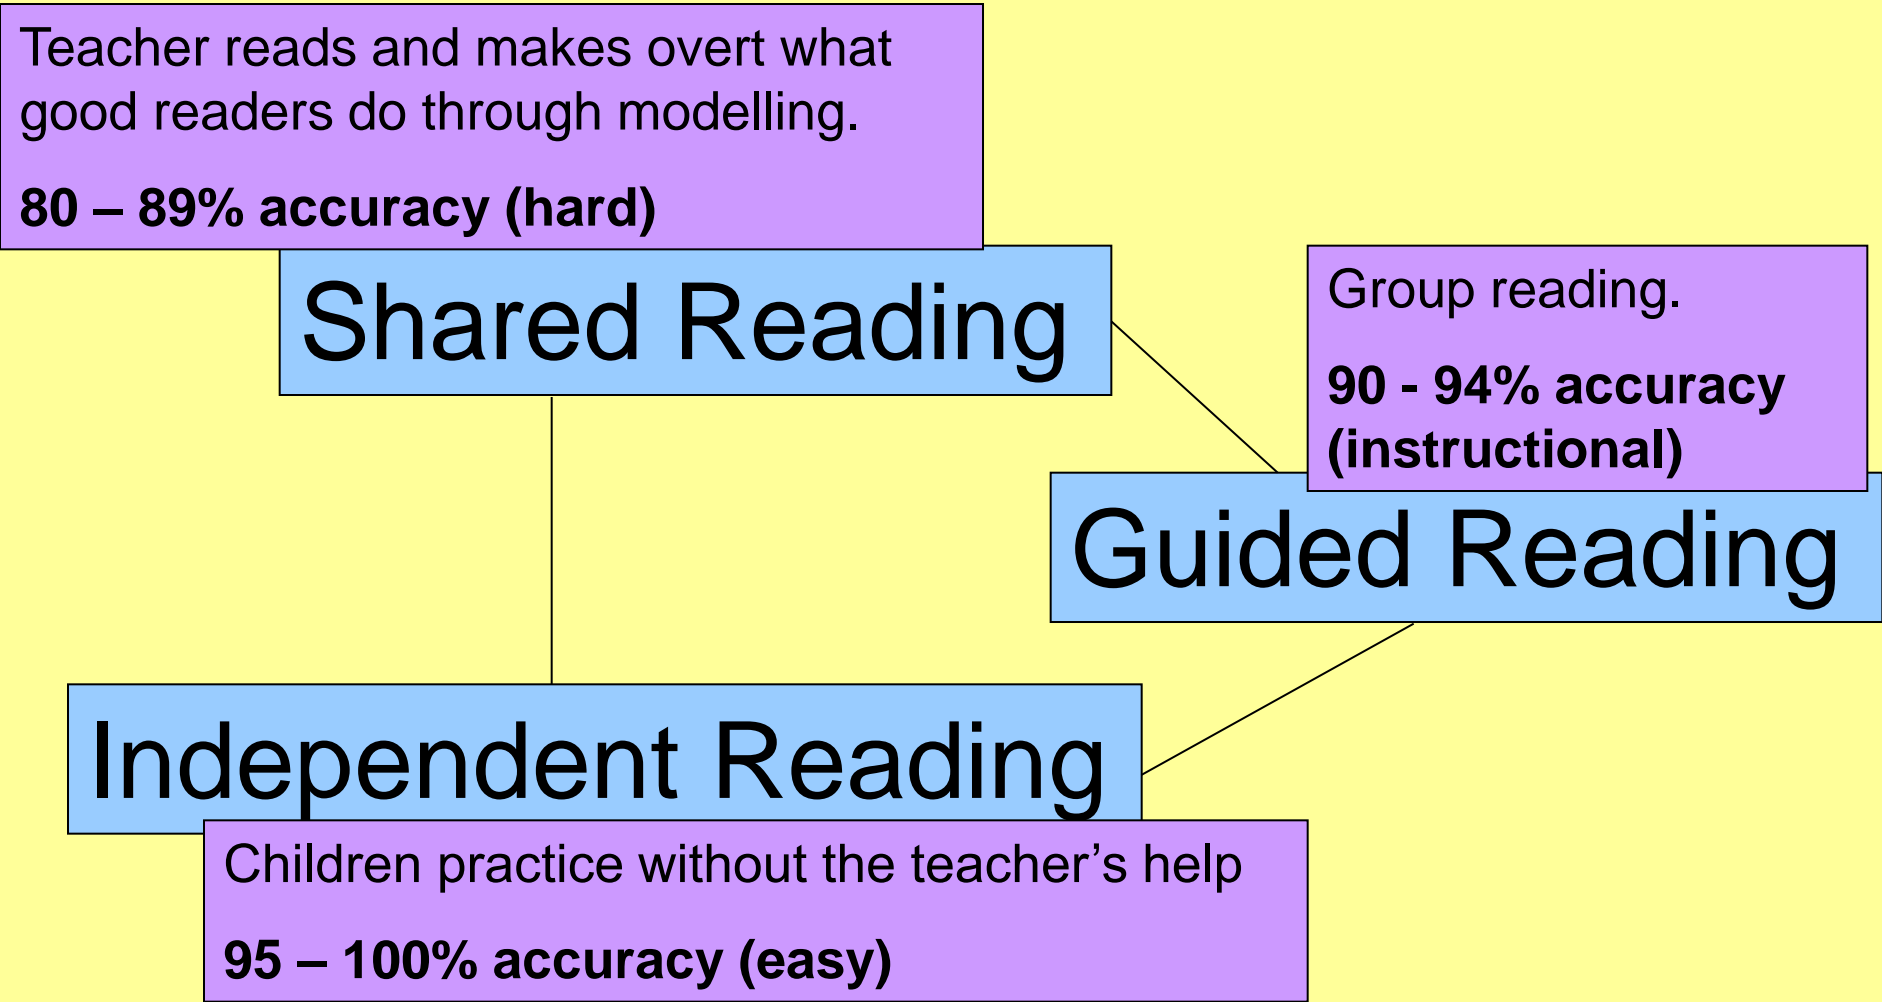 Teacher reads and makes overt what
good readers do through modelling.
80 – 89% accuracy (hard)
Shared Reading
Group reading.
90 - 94% accuracy
(instructional)
Guided Reading
Independent Reading
Children practice without the teacher’s help
95 – 100% accuracy (easy)